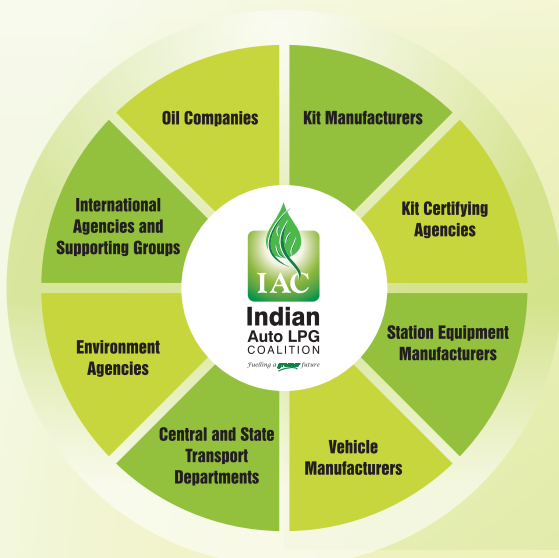 Oil Companies
Kit Manufacturers
International
Agencies and
Supporting Groups
Kit Certifying
Agencies
IAC
Indian
Auto LPG
COALITION
Fuelling a greener future
Station Equipment
Manufacturers
Environment
Agencies
Central and State
Transport
Departments
Vehicle
Manufacturers